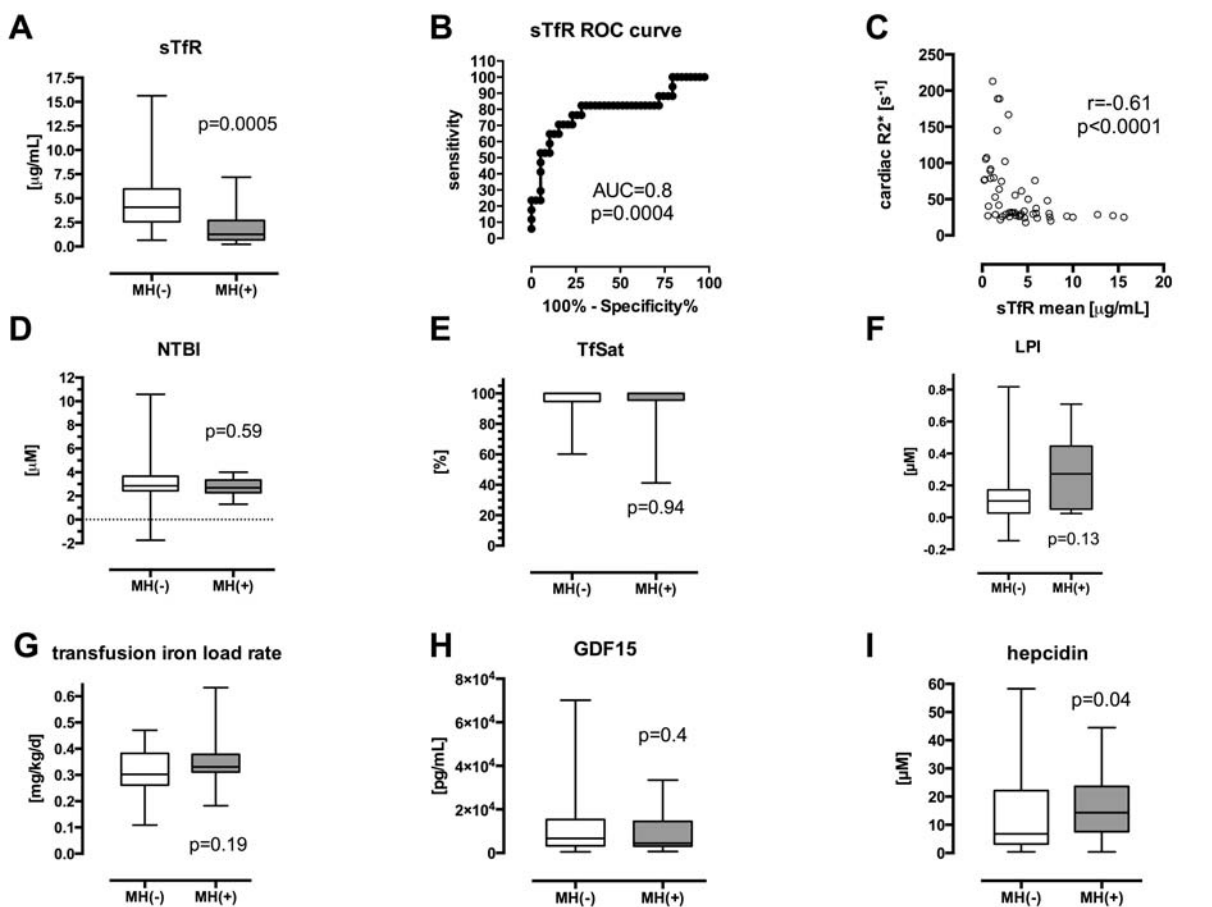 A
sTfR
[µg/mL]
17.5
15.0
12.5
10.0
7.5
5.0
2.5
0.0
p=0.0005
MH(-) MH(+)
B
sTfR ROC curve
sensitivity
110
100
90
80
70
60
50
40
30
20
10
0
AUC=0.8
p=0.0004
0 25 50 75 100
100% - Specificity%
C
cardiac R2* [s-1]
250
200
150
100
50
0
r=-0.61
p<0.0001
0 5 10 15 20
sTfR mean [µg/mL]
D
NTBI
[µM]
12
10
8
6
4
2
0
-2
p=0.59
MH(-) MH(+)
E
TfSat
[%]
100
80
60
40
20
0
p=0.94
MH(-) MH(+)
F
LPI
[µM]
0.8
0.6
0.4
0.2
0.0
-0.2
p=0.13
MH(-) MH(+)
G
transfusion iron load rate
[mg/kg/d]
0.6
0.5
0.4
0.3
0.2
0.1
0.0
p=0.19
MH(-) MH(+)
H
GDF15
[pg/mL]
8×10⁴
6×10⁴
4×10⁴
2×10⁴
0
p=0.4
MH(-) MH(+)
I
hepcidin
[µM]
60
50
40
30
20
10
0
p=0.04
MH(-) MH(+)